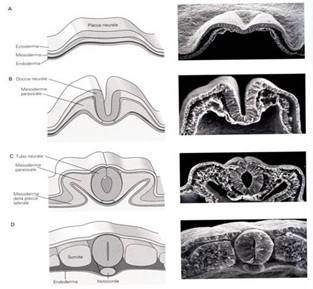 A
Placca neurale
Ectoderma
Mesoderma
Endoderma
B
Doccia neurale
Mesoderma
parassiale
C
Tubo neurale
Mesoderma
parassiale
Mesoderma
della placca
laterale
D
Somite
Endoderma
Notocorda